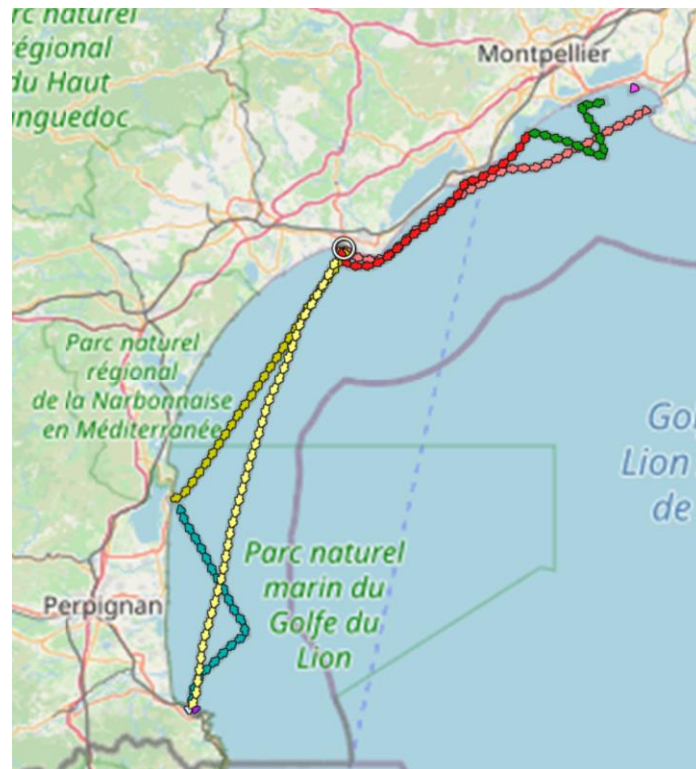 rc naturel
régional
du Haut
nguedoc
Montpellier
Parc naturel
régional
de la Narbonnaise
en Méditerranée
Gol
Lion
de
Parc naturel
marin du
Golfe du
Lion
Perpignan